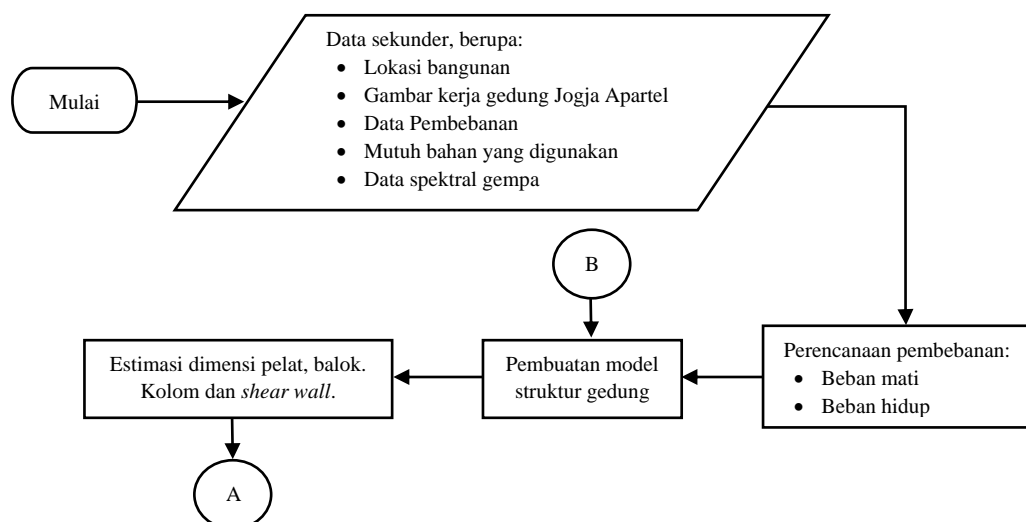 Mulai
Data sekunder, berupa:
• Lokasi bangunan
• Gambar kerja gedung Jogja Apartel
• Data Pembebanan
• Mutuh bahan yang digunakan
• Data spektral gempa
B
Perencanaan pembebanan:
• Beban mati
• Beban hidup
Pembuatan model
struktur gedung
Estimasi dimensi pelat, balok.
Kolom dan shear wall.
A